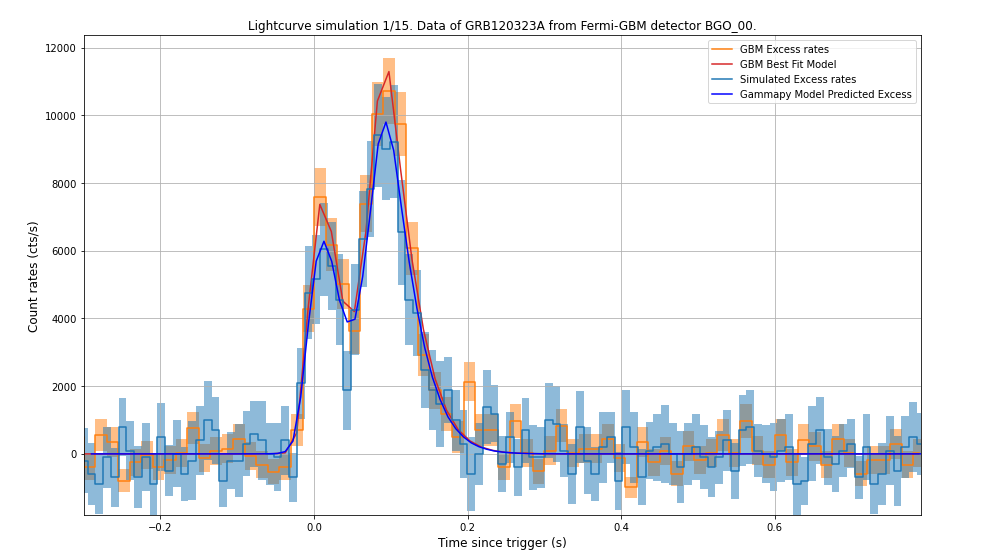 Lightcurve simulation 1/15. Data of GRB120323A from Fermi-GBM detector BGO_00.
GBM Excess rates
GBM Best Fit Model
Simulated Excess rates
Gammapy Model Predicted Excess
Count rates (cts/s)
12000
10000
8000
6000
4000
2000
0
−0.2 0.0 0.2 0.4 0.6
Time since trigger (s)